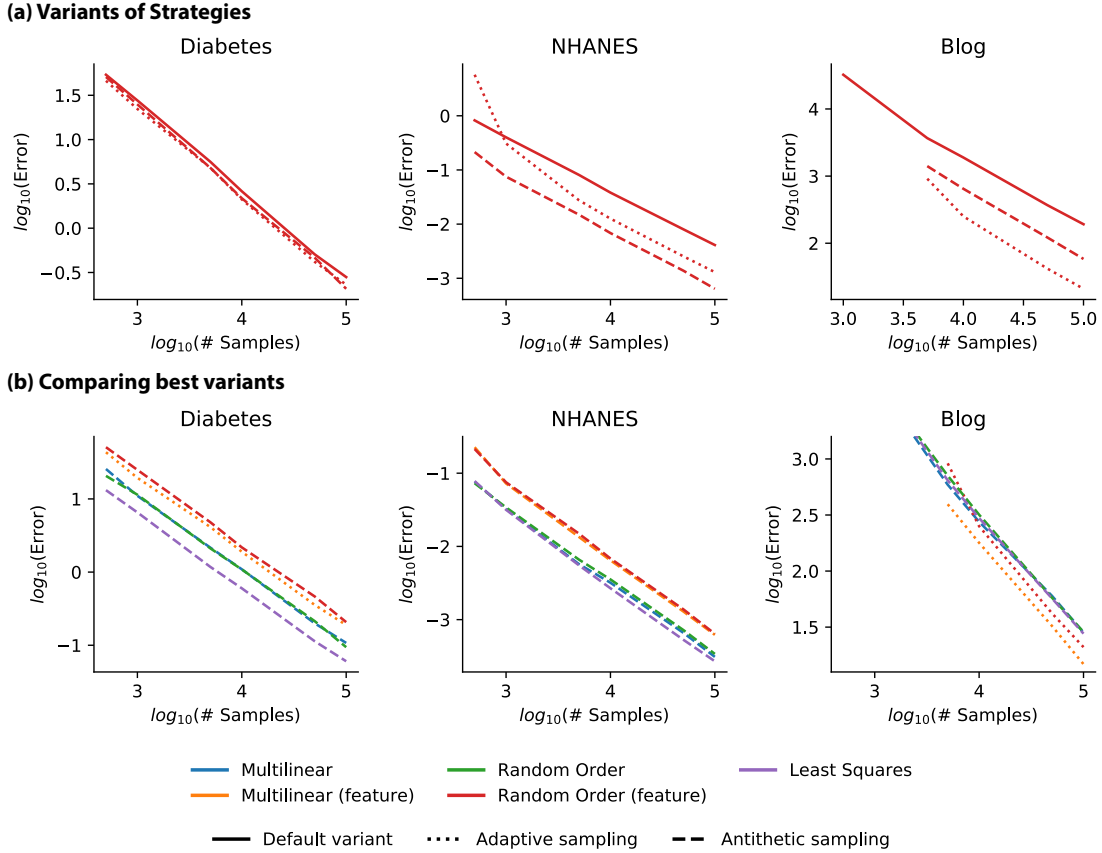 (a) Variants of Strategies
Diabetes
NHANES
Blog
1.5
1.0
0.5
0.0
−0.5
log10(Error)
3
4
5
log10(# Samples)
0
−1
−2
−3
log10(Error)
3
4
5
log10(# Samples)
4
3
2
log10(Error)
3.0
3.5
4.0
4.5
5.0
log10(# Samples)
(b) Comparing best variants
Diabetes
NHANES
Blog
1
0
−1
log10(Error)
3
4
5
log10(# Samples)
−1
−2
−3
log10(Error)
3
4
5
log10(# Samples)
3.0
2.5
2.0
1.5
log10(Error)
3
4
5
log10(# Samples)
Multilinear
Random Order
Least Squares
Multilinear (feature)
Random Order (feature)
Default variant
Adaptive sampling
Antithetic sampling